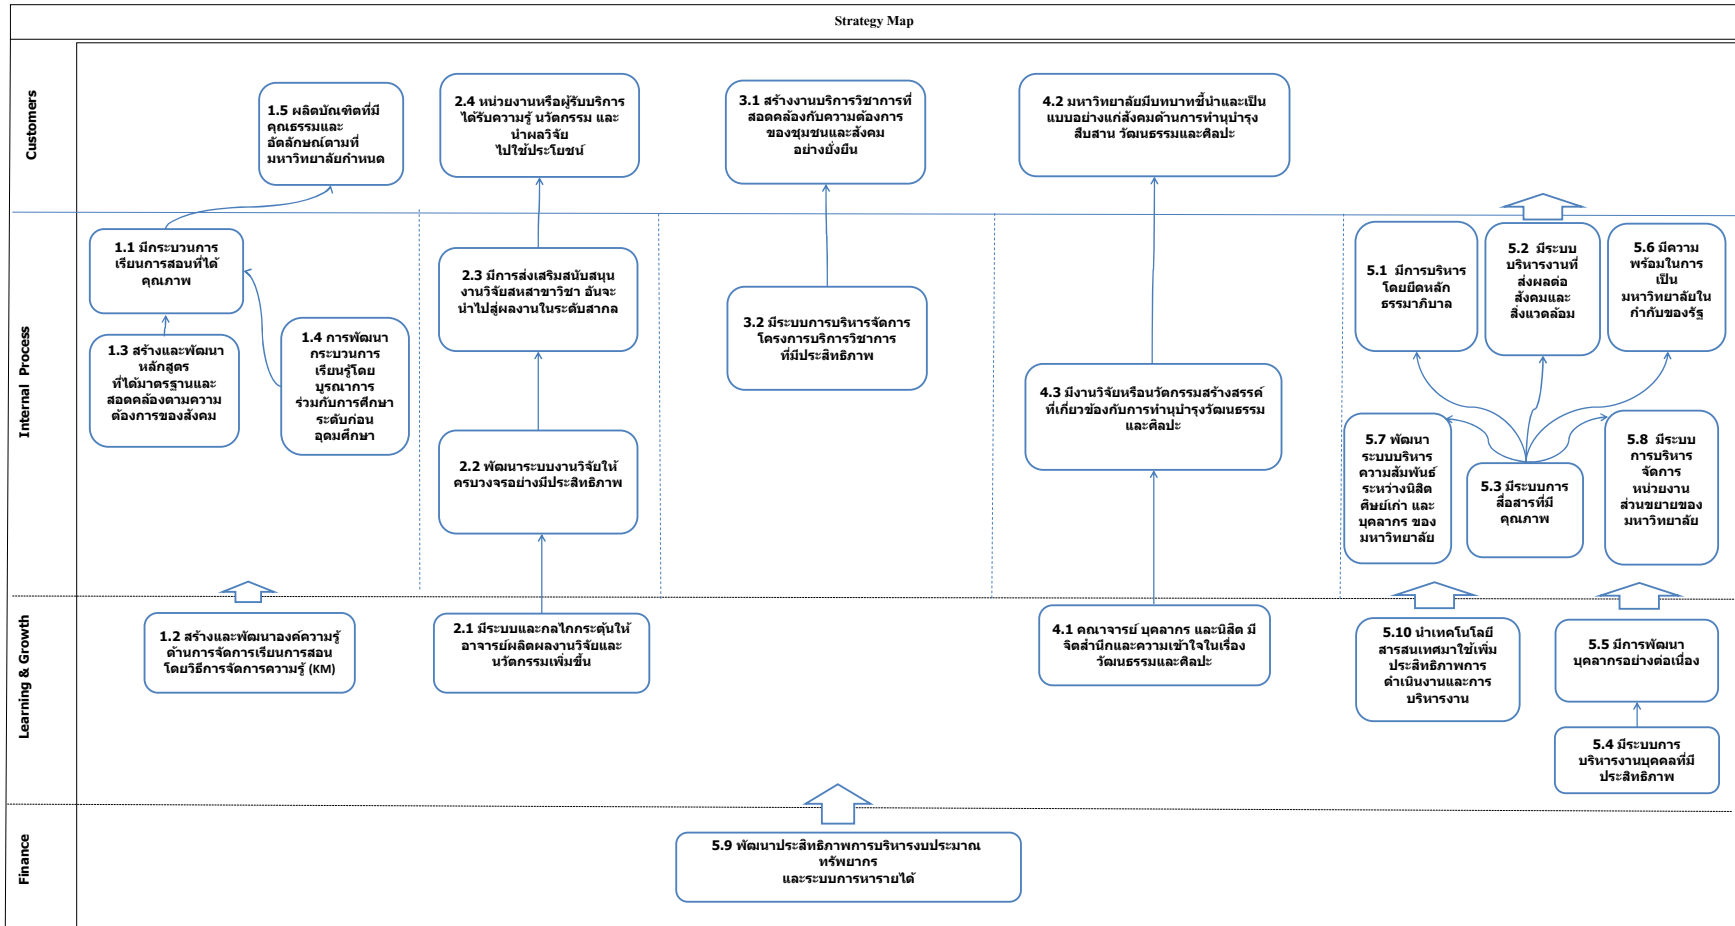 Strategy Map
Customers
1.5 ผลิตบัณฑิตที่มี
คุณธรรมและ
อัตลักษณ์ตามที่
มหาวิทยาลัยกำหนด
2.4 หน่วยงานหรือผู้รับบริการ
ได้รับความรู้ นวัตกรรม และ
นำผลวิจัย
ไปใช้ประโยชน์
3.1 สร้างงานบริการวิชาการที่
สอดคล้องกับความต้องการ
ของชุมชนและสังคม
อย่างยั่งยืน
4.2 มหาวิทยาลัยมีบทบาทชี้นำและเป็น
แบบอย่างแก่สังคมด้านการทำนุบำรุง
สืบสาน วัฒนธรรมและศิลปะ
Internal Process
1.1 มีกระบวนการ
เรียนการสอนที่ได้
คุณภาพ
1.3 สร้างและพัฒนา
หลักสูตร
ที่ได้มาตรฐานและ
สอดคล้องตามความ
ต้องการของสังคม
1.4 การพัฒนา
กระบวนการ
เรียนรู้โดย
บูรณาการ
ร่วมกับการศึกษา
ระดับก่อน
อุดมศึกษา
2.3 มีการส่งเสริมสนับสนุน
งานวิจัยสหสาขาวิชา อันจะ
นำไปสู่ผลงานในระดับสากล
2.2 พัฒนาระบบงานวิจัยให้
ครบวงจรอย่างมีประสิทธิภาพ
3.2 มีระบบการบริหารจัดการ
โครงการบริการวิชาการ
ที่มีประสิทธิภาพ
4.3 มีงานวิจัยหรือนวัตกรรมสร้างสรรค์
ที่เกี่ยวข้องกับการทำนุบำรุงวัฒนธรรม
และศิลปะ
5.1 มีการบริหาร
โดยยึดหลัก
ธรรมาภิบาล
5.2 มีระบบ
บริหารงานที่
ส่งผลต่อ
สังคมและ
สิ่งแวดล้อม
5.6 มีความ
พร้อมในการ
เป็น
มหาวิทยาลัยใน
กำกับของรัฐ
5.7 พัฒนา
ระบบบริหาร
ความสัมพันธ์
ระหว่างนิสิต
ศิษย์เก่า และ
บุคลากร ของ
มหาวิทยาลัย
5.3 มีระบบการ
สื่อสารที่มี
คุณภาพ
5.8 มีระบบ
การบริหาร
จัดการ
หน่วยงาน
ส่วนขยายของ
มหาวิทยาลัย
Learning & Growth
1.2 สร้างและพัฒนาองค์ความรู้
ด้านการจัดการเรียนการสอน
โดยวิธีการจัดการความรู้ (KM)
2.1 มีระบบและกลไกกระตุ้นให้
อาจารย์ผลิตผลงานวิจัยและ
นวัตกรรมเพิ่มขึ้น
4.1 คณาจารย์ บุคลากร และนิสิต มี
จิตสำนึกและความเข้าใจในเรื่อง
วัฒนธรรมและศิลปะ
5.10 นำเทคโนโลยี
สารสนเทศมาใช้เพิ่ม
ประสิทธิภาพการ
ดำเนินงานและการ
บริหารงาน
5.5 มีการพัฒนา
บุคลากรอย่างต่อเนื่อง
5.4 มีระบบการ
บริหารงานบุคคลที่มี
ประสิทธิภาพ
Finance
5.9 พัฒนาประสิทธิภาพการบริหารงบประมาณ
ทรัพยากร
และระบบการหารายได้